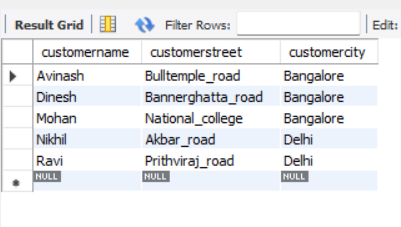 Result Grid Filter Rows: Edit:
customername customerstreet customercity
Avinash Bulltemple_road Bangalore
Dinesh Bannerghatta_road Bangalore
Mohan National_college Bangalore
Nikhil Akbar_road Delhi
Ravi Prithviraj_road Delhi
NULL NULL NULL